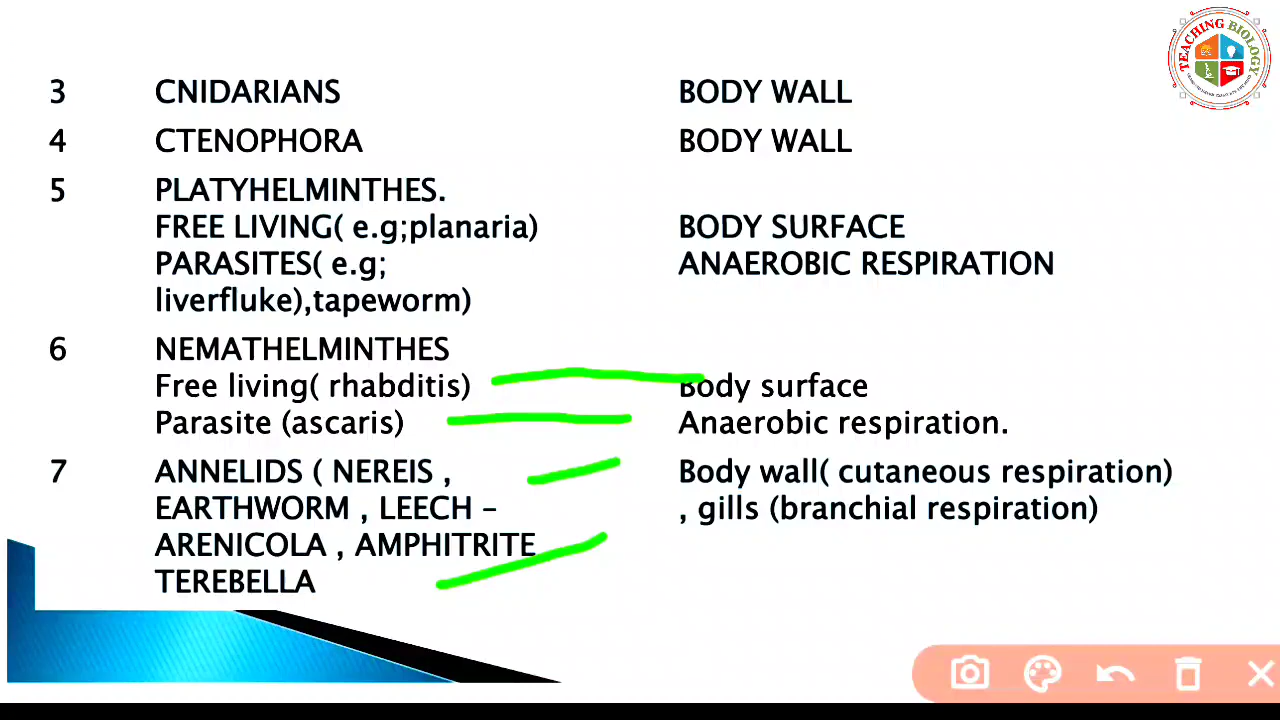 TEACHING BIOLOGY
3 CNIDARIANS BODY WALL
4 CTENOPHORA BODY WALL
5 PLATYHELMINTHES.
FREE LIVING( e.g;planaria) BODY SURFACE
PARASITES( e.g; ANAEROBIC RESPIRATION
liverfluke),tapeworm)
6 NEMATHELMINTHES
Free living( rhabditis) Body surface
Parasite (ascaris) Anaerobic respiration.
7 ANNELIDS ( NEREIS , Body wall( cutaneous respiration)
EARTHWORM , LEECH – , gills (branchial respiration)
ARENICOLA , AMPHITRITE
TEREBELLA